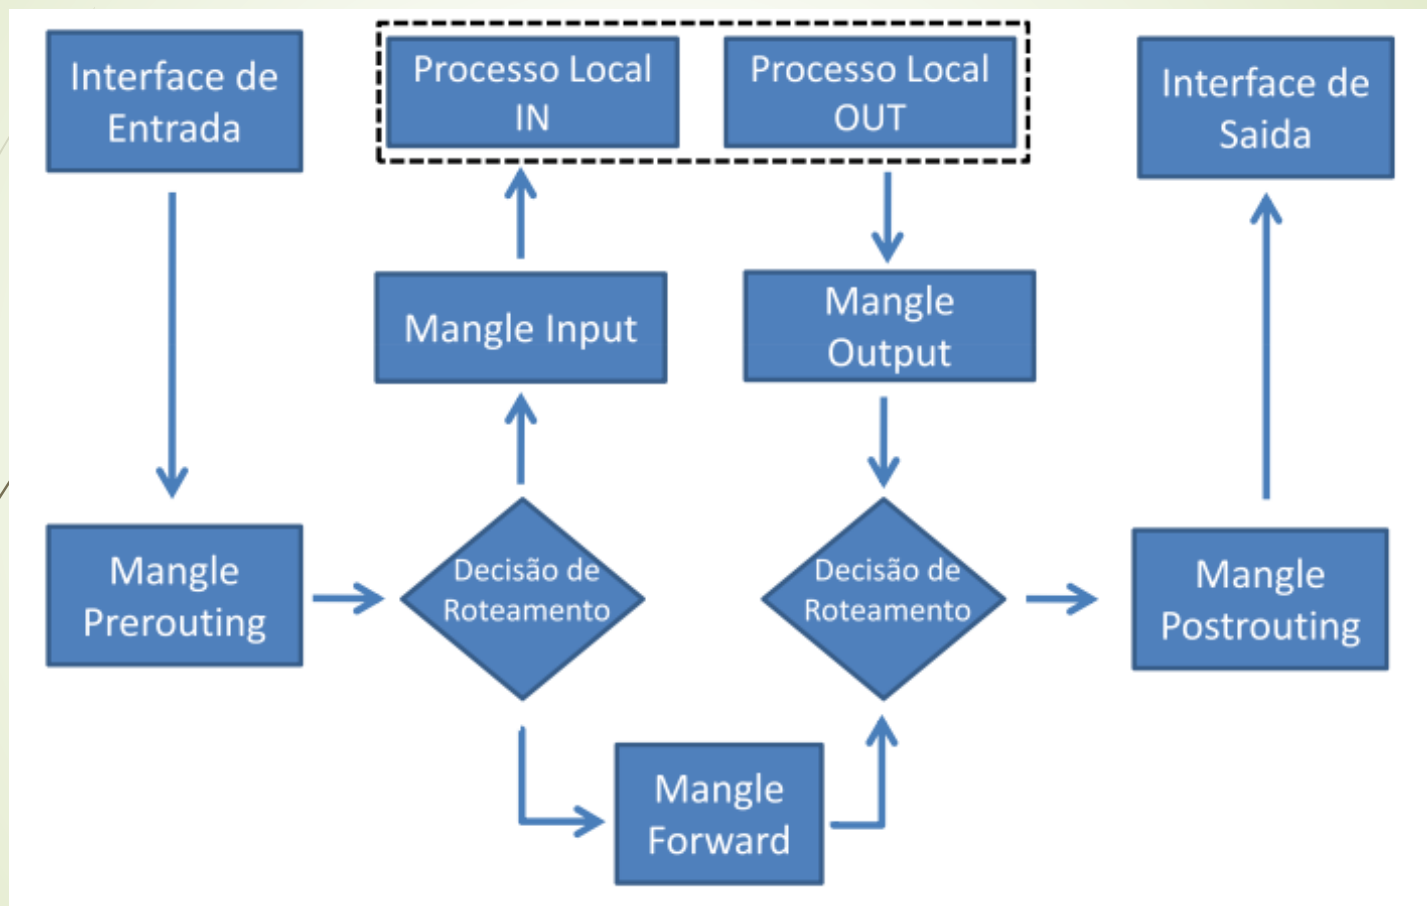 Interface de
Entrada
Processo Local
IN
Processo Local
OUT
Interface de
Saida
Mangle Input
Mangle
Output
Mangle
Prerouting
Decisão de
Roteamento
Decisão de
Roteamento
Mangle
Postrouting
Mangle
Forward